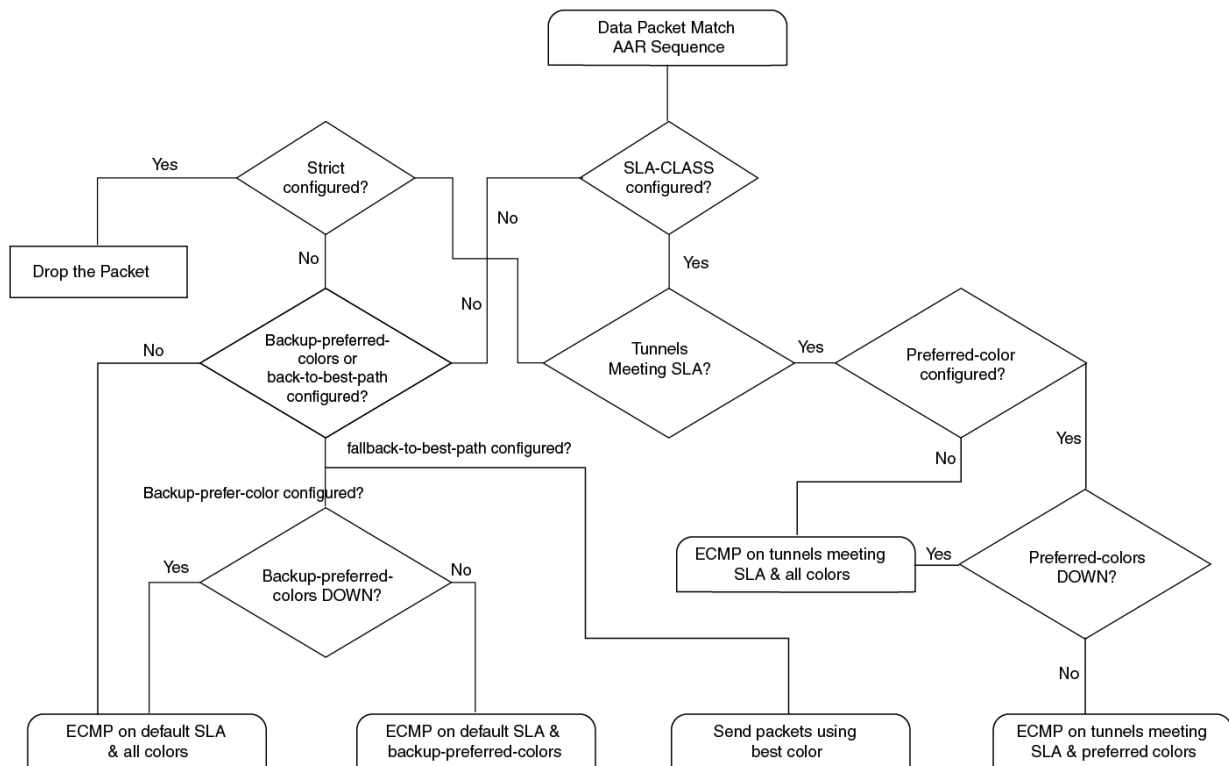 Data Packet Match
AAR Sequence
Yes
Strict
configured?
SLA-CLASS
configured?
No
Drop the Packet
No
Yes
No
No
Backup-preferred-
colors or
back-to-best-path
configured?
Tunnels
Meeting SLA?
Yes
Preferred-color
configured?
fallback-to-best-path configured?
Yes
No
Backup-prefer-color configured?
Yes
Backup-preferred-
colors DOWN?
No
ECMP on tunnels meeting
SLA & all colors
Yes
Preferred-colors
DOWN?
No
ECMP on default SLA
& all colors
ECMP on default SLA &
backup-preferred-colors
Send packets using
best color
ECMP on tunnels meeting
SLA & preferred colors